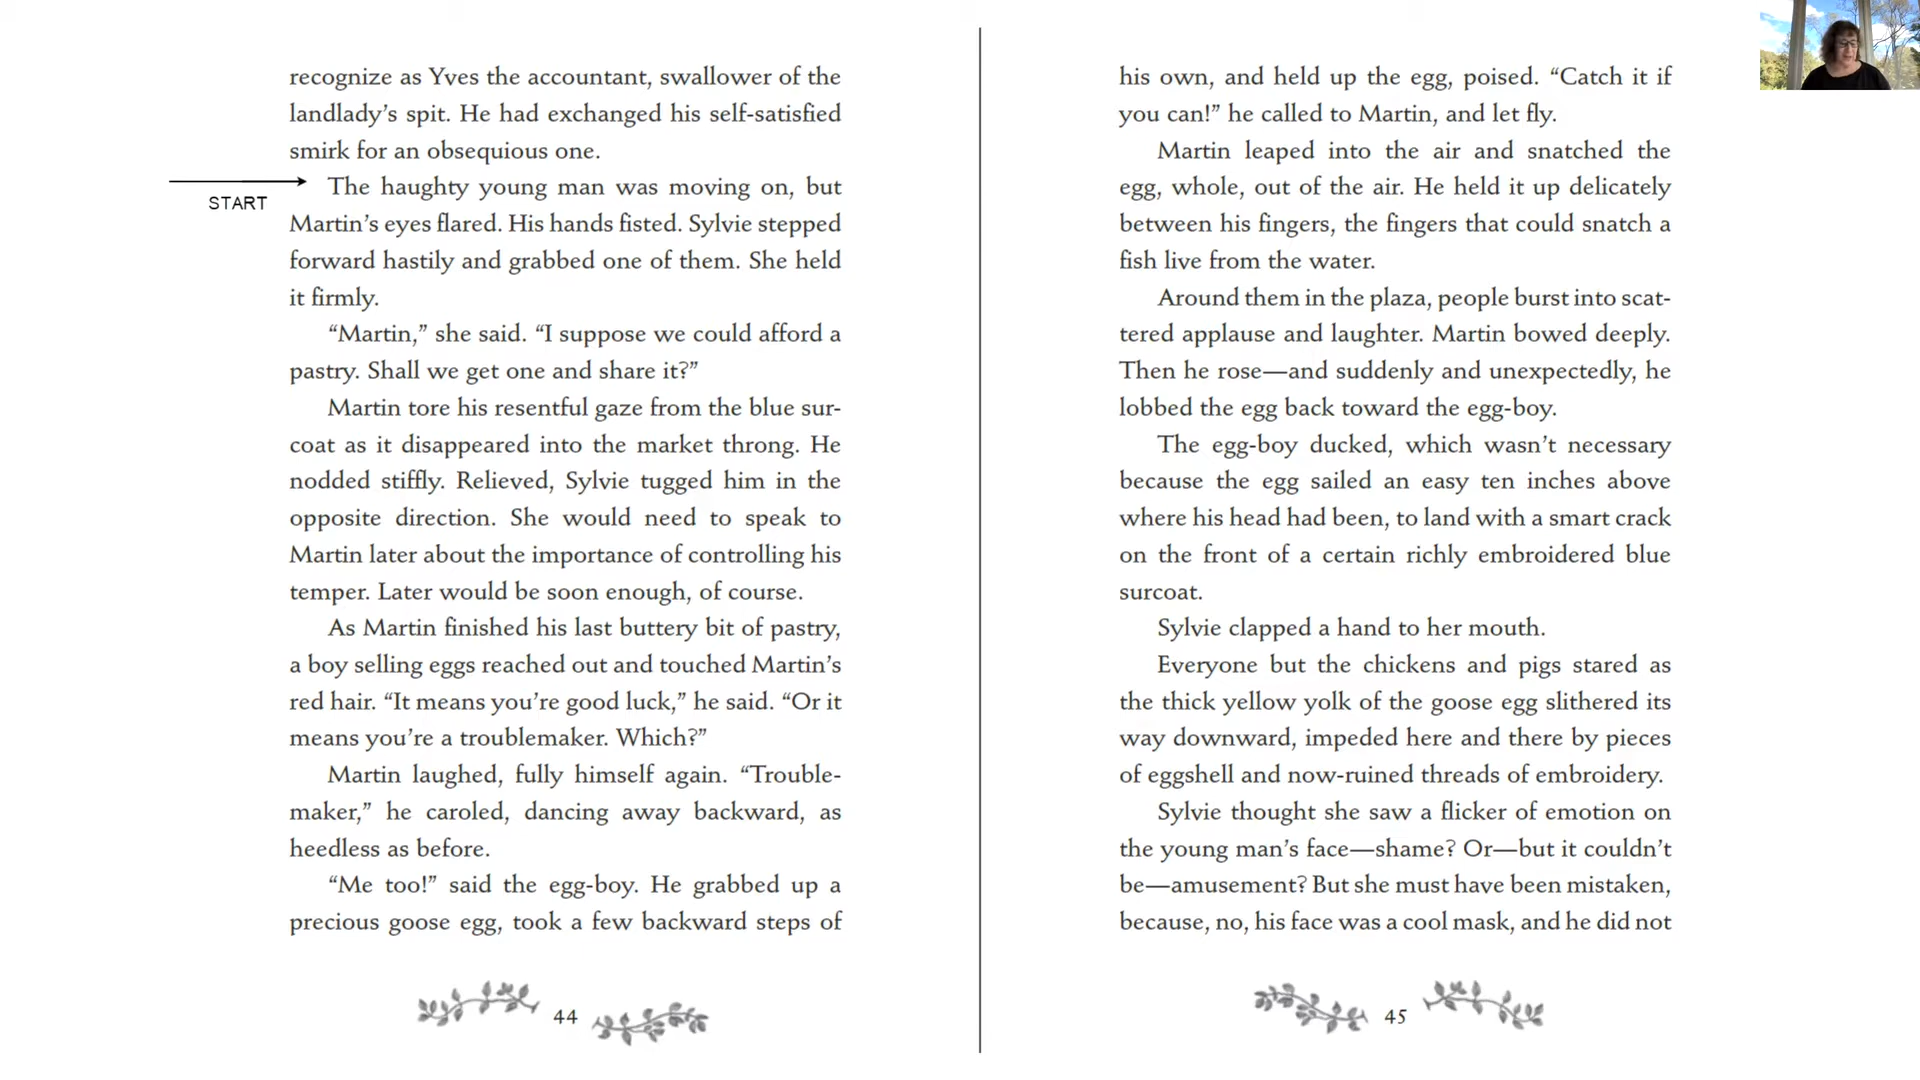 recognize as Yves the accountant, swallower of the
landlady’s spit. He had exchanged his self-satisfied
smirk for an obsequious one.
START
The haughty young man was moving on, but
Martin’s eyes flared. His hands fisted. Sylvie stepped
forward hastily and grabbed one of them. She held
it firmly.
“Martin,” she said. “I suppose we could afford a
pastry. Shall we get one and share it?”
Martin tore his resentful gaze from the blue sur-
coat as it disappeared into the market throng. He
nodded stiffly. Relieved, Sylvie tugged him in the
opposite direction. She would need to speak to
Martin later about the importance of controlling his
temper. Later would be soon enough, of course.
As Martin finished his last buttery bit of pastry,
a boy selling eggs reached out and touched Martin’s
red hair. “It means you’re good luck,” he said. “Or it
means you’re a troublemaker. Which?”
Martin laughed, fully himself again. “Trouble-
maker,” he caroled, dancing away backward, as
heedless as before.
“Me too!” said the egg-boy. He grabbed up a
precious goose egg, took a few backward steps of
44
his own, and held up the egg, poised. “Catch it if
you can!” he called to Martin, and let fly.
Martin leaped into the air and snatched the
egg, whole, out of the air. He held it up delicately
between his fingers, the fingers that could snatch a
fish live from the water.
Around them in the plaza, people burst into scat-
tered applause and laughter. Martin bowed deeply.
Then he rose—and suddenly and unexpectedly, he
lobbed the egg back toward the egg-boy.
The egg-boy ducked, which wasn’t necessary
because the egg sailed an easy ten inches above
where his head had been, to land with a smart crack
on the front of a certain richly embroidered blue
surcoat.
Sylvie clapped a hand to her mouth.
Everyone but the chickens and pigs stared as
the thick yellow yolk of the goose egg slithered its
way downward, impeded here and there by pieces
of eggshell and now-ruined threads of embroidery.
Sylvie thought she saw a flicker of emotion on
the young man’s face—shame? Or—but it couldn’t
be—amusement? But she must have been mistaken,
because, no, his face was a cool mask, and he did not
45